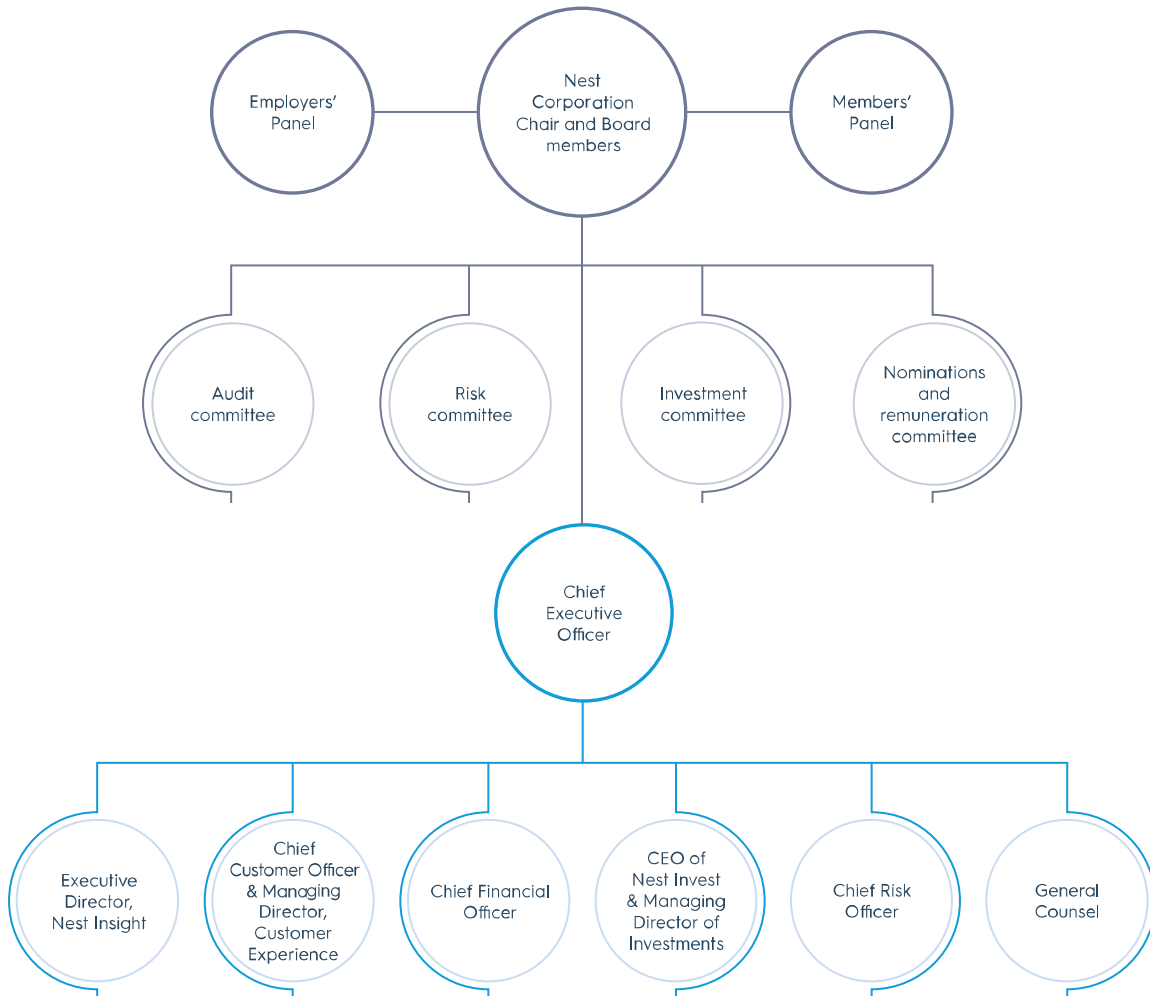 Employers'
Panel
Nest
Corporation
Chair and Board
members
Members'
Panel
Audit
committee
Risk
committee
Investment
committee
Nominations
and
remuneration
committee
Chief
Executive
Officer
Executive
Director,
Nest Insight
Chief
Customer Officer
& Managing
Director,
Customer
Experience
Chief Financial
Officer
CEO of
Nest Invest
& Managing
Director of
Investments
Chief Risk
Officer
General
Counsel